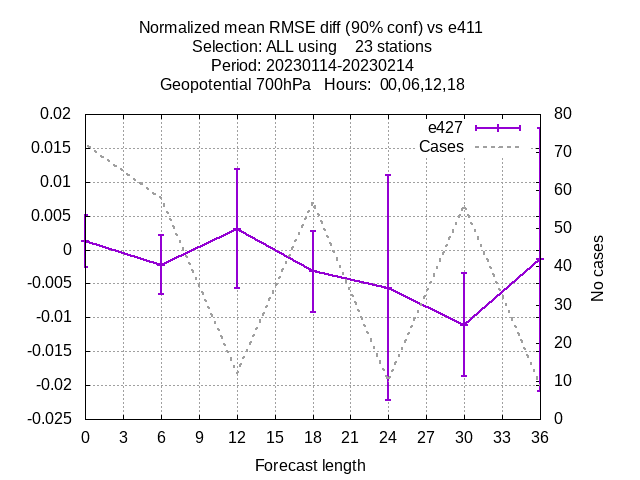 Normalized mean RMSE diff (90% conf) vs e411
Selection: ALL using    23 stations
Period: 20230114-20230214
Geopotential 700hPa   Hours:  00,06,12,18
e427
Cases
0.02
0.015
0.01
0.005
0
-0.005
-0.01
-0.015
-0.02
-0.025
80
70
60
50
40
30
20
10
0
No cases
0 3 6 9 12 15 18 21 24 27 30 33 36
Forecast length